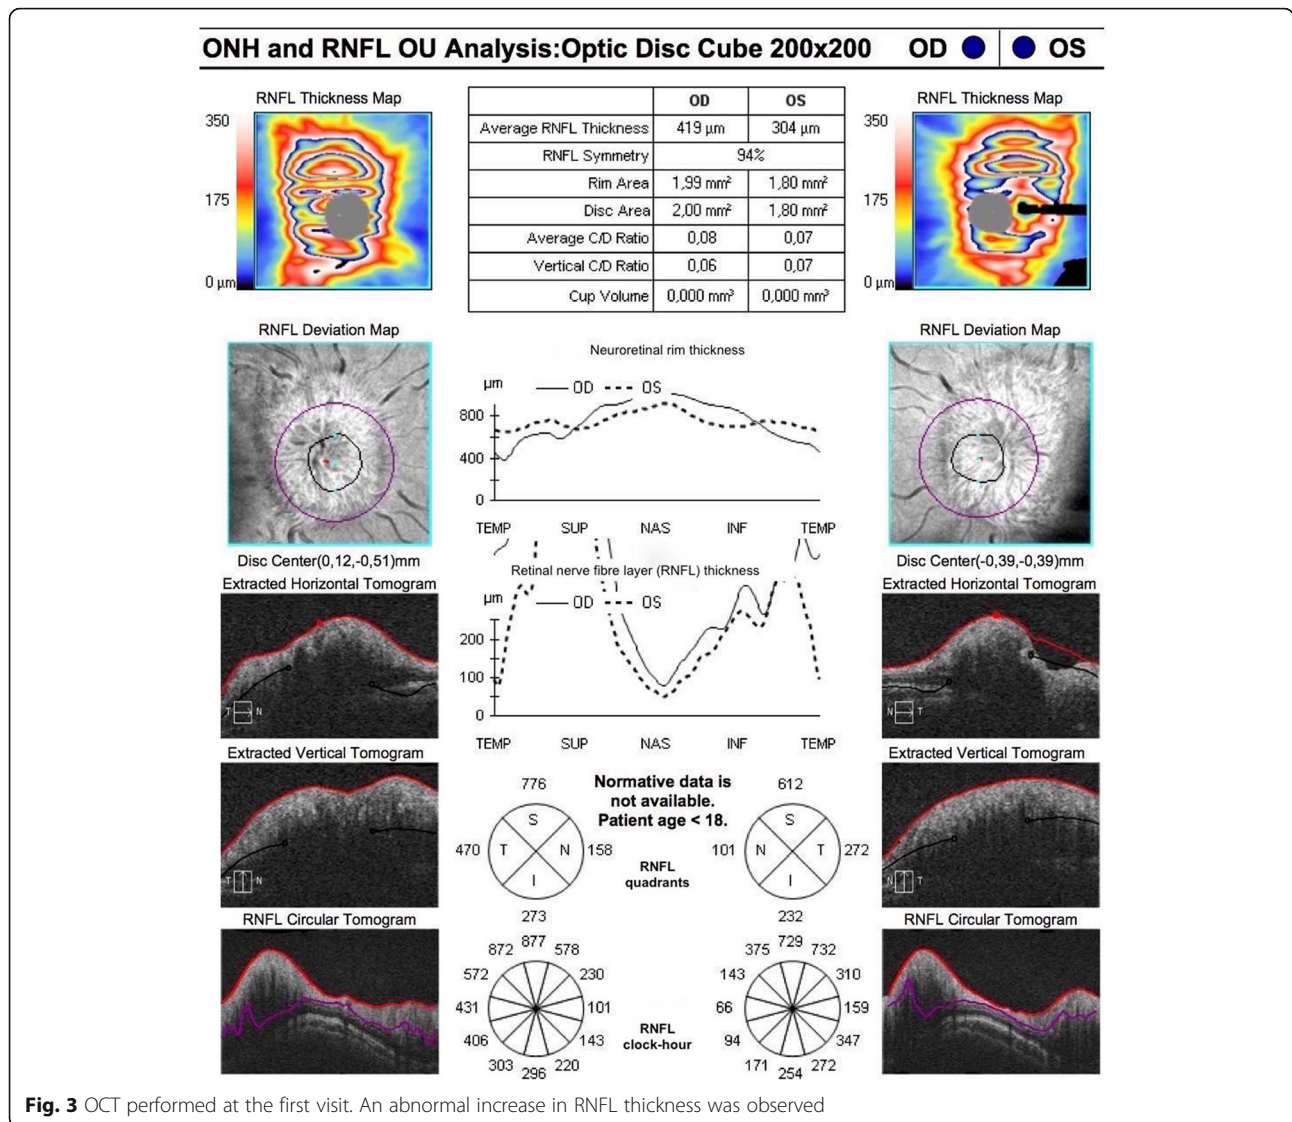 ONH and RNFL OU Analysis:Optic Disc Cube 200x200 OD OS
RNFL Thickness Map
350
175
0 µm
OD OS
Average RNFL Thickness 419 µm 304 µm
RNFL Symmetry 94%
Rim Area 1,99 mm² 1,80 mm²
Disc Area 2,00 mm² 1,80 mm²
Average C/D Ratio 0,08 0,07
Vertical C/D Ratio 0,06 0,07
Cup Volume 0,000 mm³ 0,000 mm³
RNFL Thickness Map
350
175
0 µm
RNFL Deviation Map
Disc Center(0,12,-0,51)mm
Extracted Horizontal Tomogram
T N
Extracted Vertical Tomogram
T N
RNFL Circular Tomogram
Neuroretinal rim thickness
µm OD OS
800
400
0
TEMP SUP NAS INF TEMP
Retinal nerve fibre layer (RNFL) thickness
µm OD OS
200
100
0
TEMP SUP NAS INF TEMP
776
S
470 T N 158
I
273
Normative data is
not available.
Patient age < 18.
RNFL
quadrants
612
S
101 N T 272
I
232
872 877 578
572 230
431 101
406 143
303 296 220
RNFL
clock-hour
375 729 732
143 310
66 159
94 347
171 254 272
RNFL Deviation Map
Disc Center(-0,39,-0,39)mm
Extracted Horizontal Tomogram
N T
Extracted Vertical Tomogram
N T
RNFL Circular Tomogram
Fig. 3 OCT performed at the first visit. An abnormal increase in RNFL thickness was observed